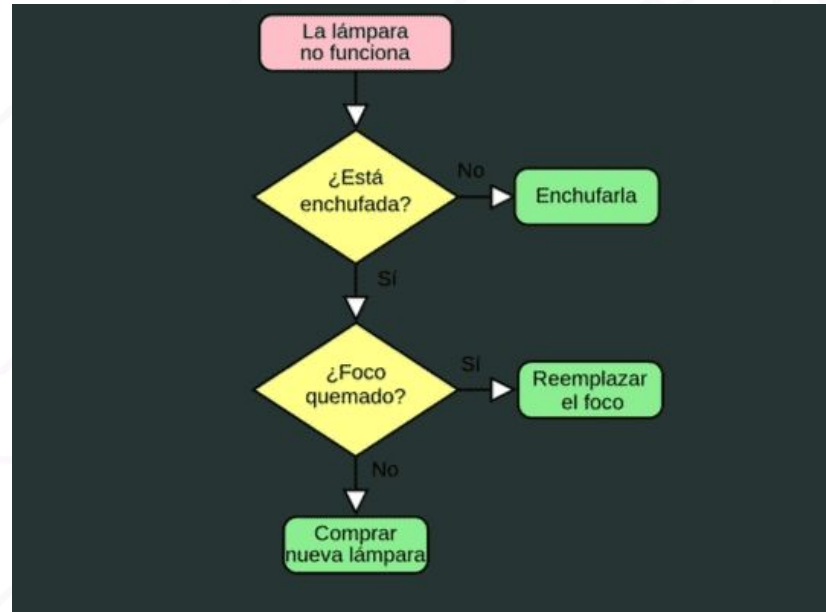 La lámpara
no funciona
¿Está
enchufada?
No
Enchufarla
Sí
¿Foco
quemado?
Sí
Reemplazar
el foco
No
Comprar
nueva lámpara